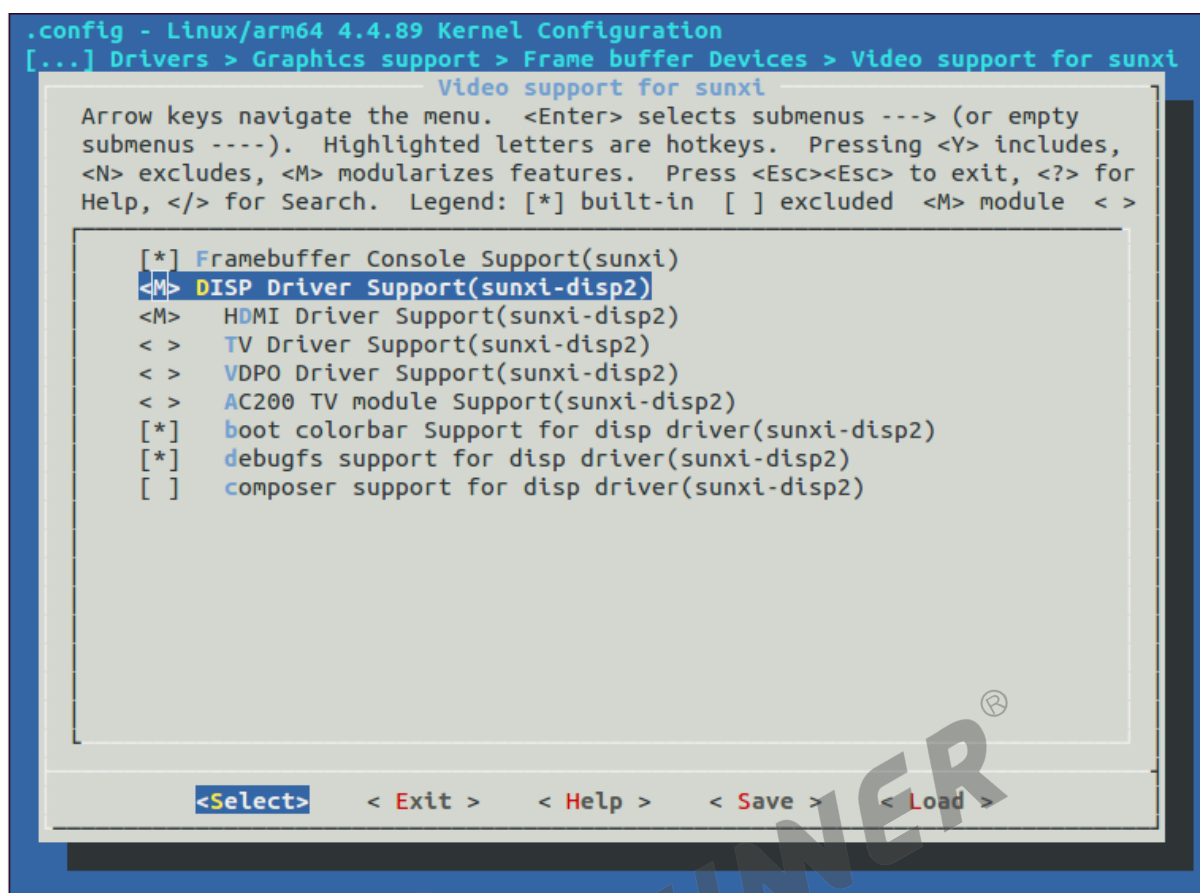 .config - Linux/arm64 4.4.89 Kernel Configuration
[...] Drivers > Graphics support > Frame buffer Devices > Video support for sunxi
Video support for sunxi
Arrow keys navigate the menu.  <Enter> selects submenus ---> (or empty
submenus ----).  Highlighted letters are hotkeys.  Pressing <Y> includes,
<N> excludes, <M> modularizes features.  Press <Esc><Esc> to exit, <?> for
Help, </> for Search.  Legend: [*] built-in  [ ] excluded  <M> module  < >
[*] Framebuffer Console Support(sunxi)
<M> DISP Driver Support(sunxi-disp2)
<M>   HDMI Driver Support(sunxi-disp2)
< >   TV Driver Support(sunxi-disp2)
< >   VDPO Driver Support(sunxi-disp2)
< >   AC200 TV module Support(sunxi-disp2)
[*]   boot colorbar Support for disp driver(sunxi-disp2)
[*]   debugfs support for disp driver(sunxi-disp2)
[ ]   composer support for disp driver(sunxi-disp2)
<Select>    < Exit >    < Help >    < Save >    < Load >